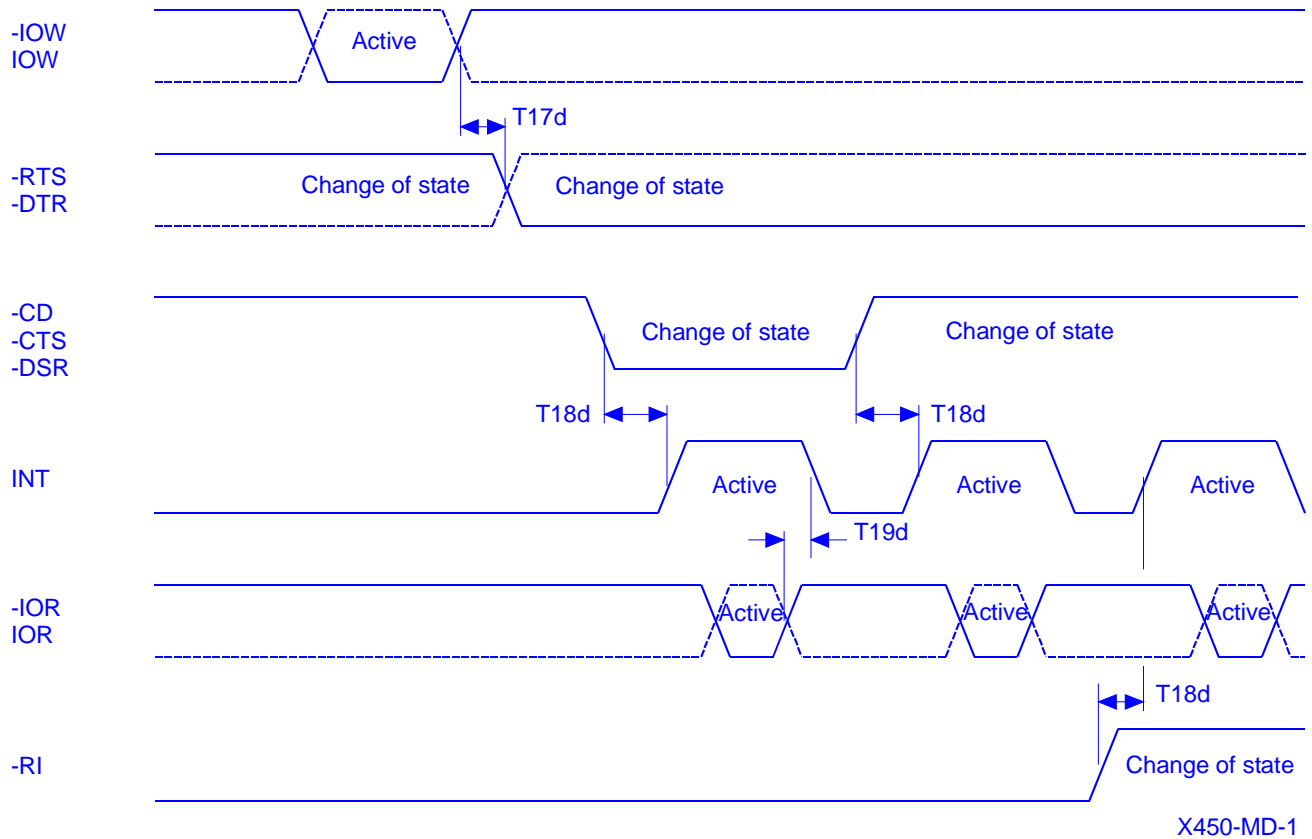 -IOW
IOW
Active
T17d
-RTS
-DTR
Change of state
Change of state
-CD
-CTS
-DSR
Change of state
Change of state
T18d
T18d
INT
Active
Active
Active
T19d
-IOR
IOR
Active
Active
Active
T18d
-RI
Change of state
X450-MD-1